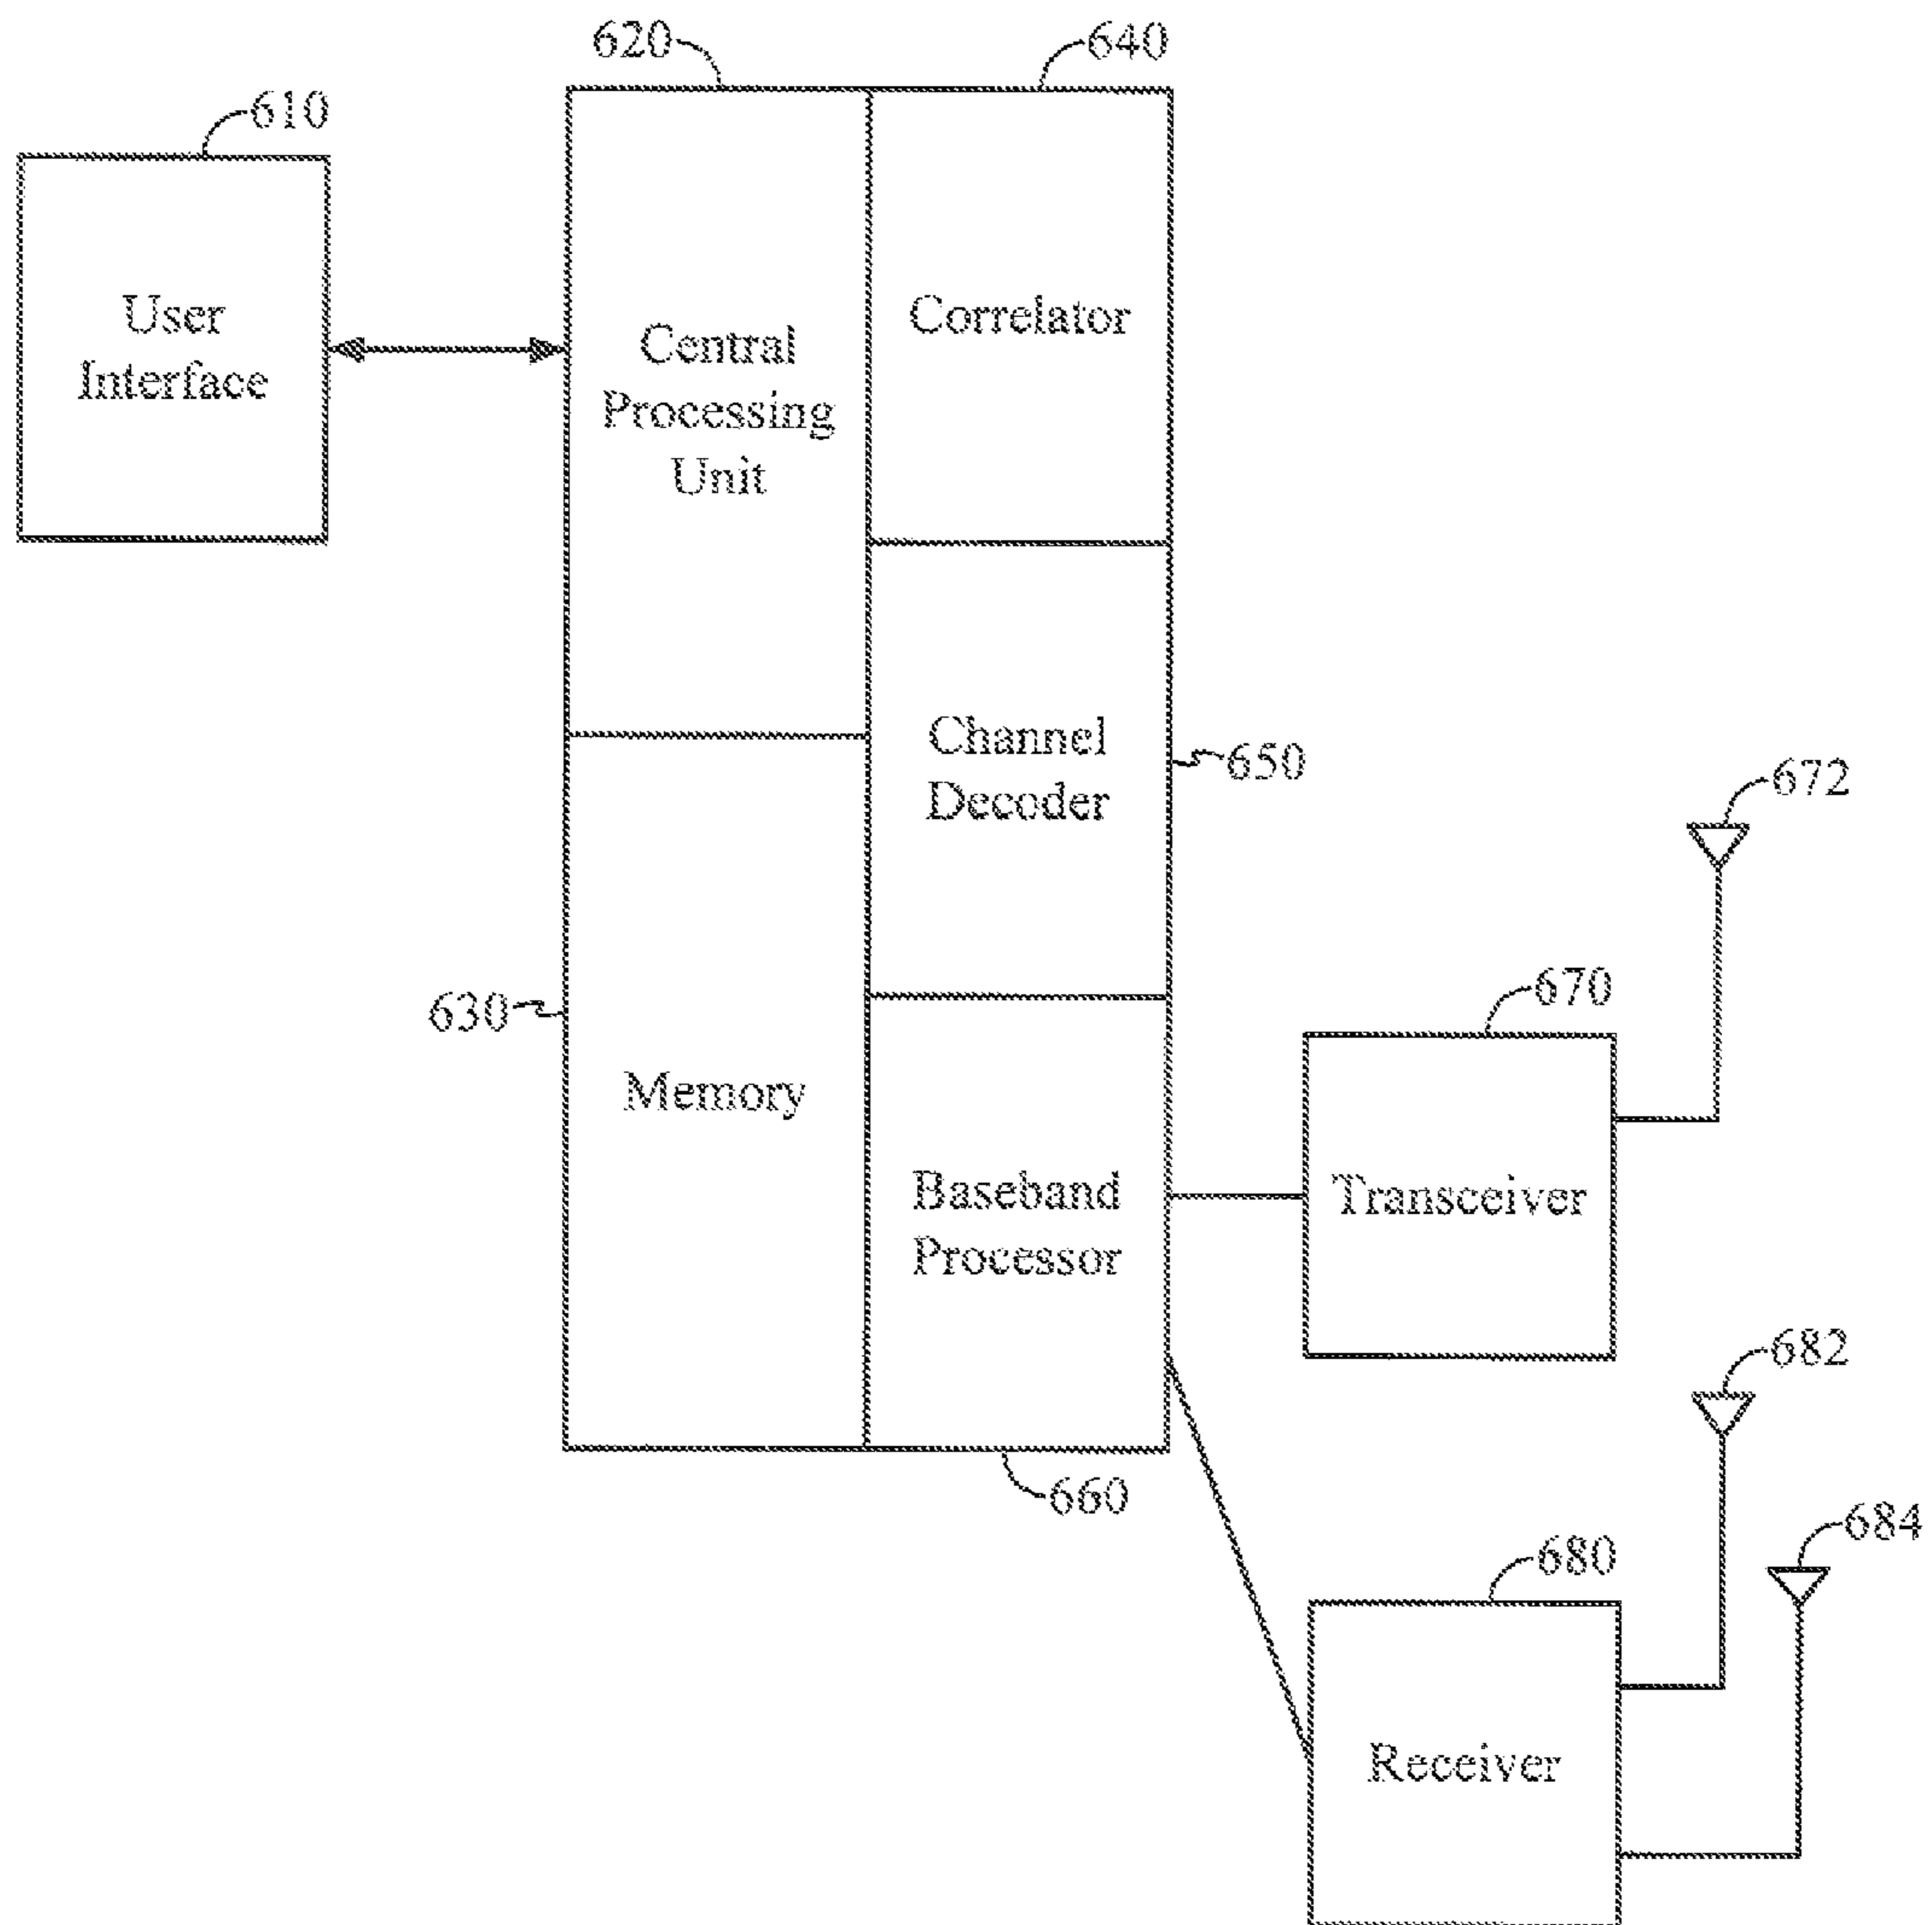 620
640
610
User
Interface
Central
Processing
Unit
Correlator
Channel
Decoder
650
672
630
Memory
670
Baseband
Processor
Transceiver
682
660
684
680
Receiver